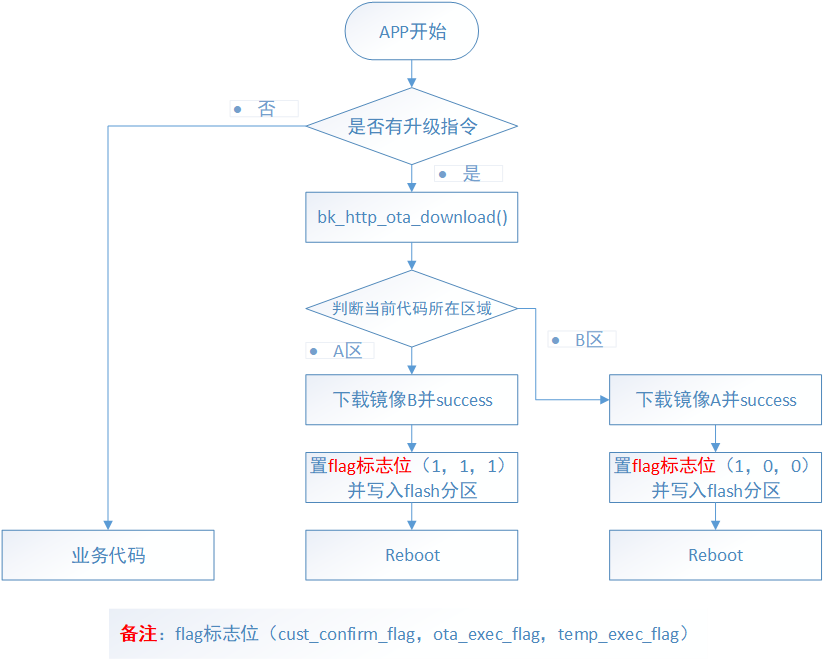 APP开始
是否有升级指令
• 否
• 是
bk_http_ota_download()
判断当前代码所在区域
• A区
• B区
下载镜像B并success
下载镜像A并success
置flag标志位（1，1，1）
并写入flash分区
置flag标志位（1，0，0）
并写入flash分区
业务代码
Reboot
Reboot
备注：flag标志位（cust_confirm_flag，ota_exec_flag，temp_exec_flag）